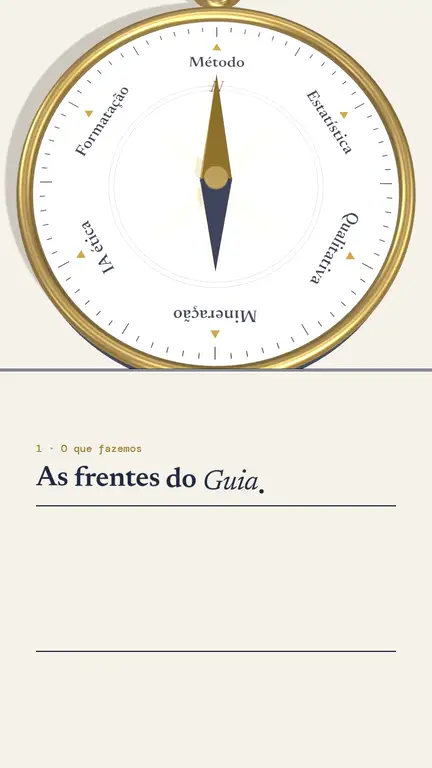 Método
N
Estatística
Qualitativa
Mineração
IA ética
Formatação
1 · O que fazemos
As frentes do Guia.